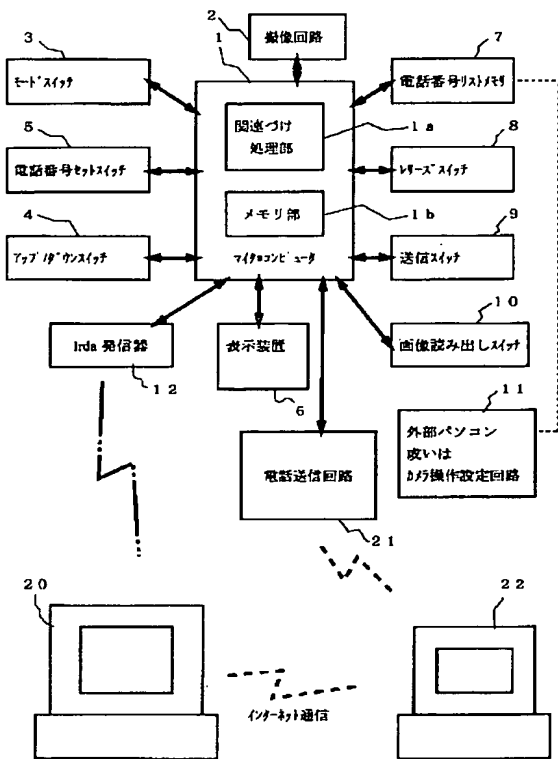 2
撮像回路
3
1
7
モードスイッチ
電話番号リストメモリ
関連づけ
処理部
1a
5
8
電話番号セットスイッチ
レリーズスイッチ
メモリ部
1b
4
9
アップ/ダウンスイッチ
マイクロコンピュータ
送信スイッチ
10
Irda 発信器
表示装置
画像読み出しスイッチ
12
6
11
外部パソコン
或いは
カメラ操作設定回路
電話送信回路
21
20
22
インターネット通信